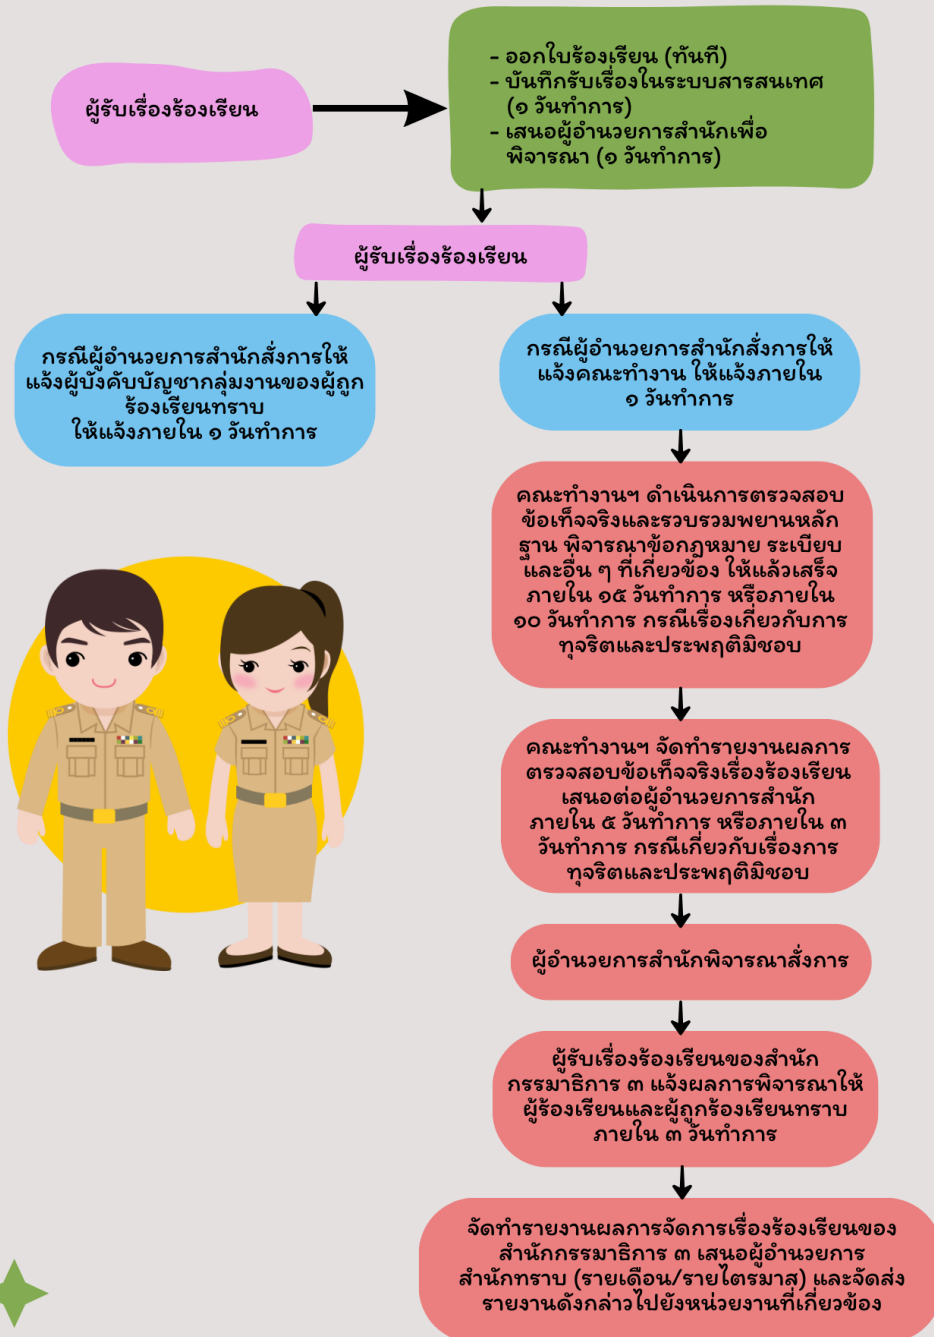 ผู้รับเรื่องร้องเรียน
- ออกใบร้องเรียน (ทันที)
- บันทึกรับเรื่องในระบบสารสนเทศ
(๑ วันทำการ)
- เสนอผู้อำนวยการสำนักเพื่อ
พิจารณา (๑ วันทำการ)
ผู้รับเรื่องร้องเรียน
กรณีผู้อำนวยการสำนักสั่งการให้
แจ้งผู้บังคับบัญชากลุ่มงานของผู้ถูก
ร้องเรียนทราบ
ให้แจ้งภายใน ๑ วันทำการ
กรณีผู้อำนวยการสำนักสั่งการให้
แจ้งคณะทำงาน ให้แจ้งภายใน
๑ วันทำการ
คณะทำงานฯ ดำเนินการตรวจสอบ
ข้อเท็จจริงและรวบรวมพยานหลัก
ฐาน พิจารณาข้อกฎหมาย ระเบียบ
และอื่น ๆ ที่เกี่ยวข้อง ให้แล้วเสร็จ
ภายใน ๑๕ วันทำการ หรือภายใน
๑๐ วันทำการ กรณีเรื่องเกี่ยวกับการ
ทุจริตและประพฤติมิชอบ
คณะทำงานฯ จัดทำรายงานผลการ
ตรวจสอบข้อเท็จจริงเรื่องร้องเรียน
เสนอต่อผู้อำนวยการสำนัก
ภายใน ๕ วันทำการ หรือภายใน ๓
วันทำการ กรณีเกี่ยวกับเรื่องการ
ทุจริตและประพฤติมิชอบ
ผู้อำนวยการสำนักพิจารณาสั่งการ
ผู้รับเรื่องร้องเรียนของสำนัก
กรรมาธิการ ๓ แจ้งผลการพิจารณาให้
ผู้ร้องเรียนและผู้ถูกร้องเรียนทราบ
ภายใน ๓ วันทำการ
จัดทำรายงานผลการจัดการเรื่องร้องเรียนของ
สำนักกรรมาธิการ ๓ เสนอผู้อำนวยการ
สำนักทราบ (รายเดือน/รายไตรมาส) และจัดส่ง
รายงานดังกล่าวไปยังหน่วยงานที่เกี่ยวข้อง